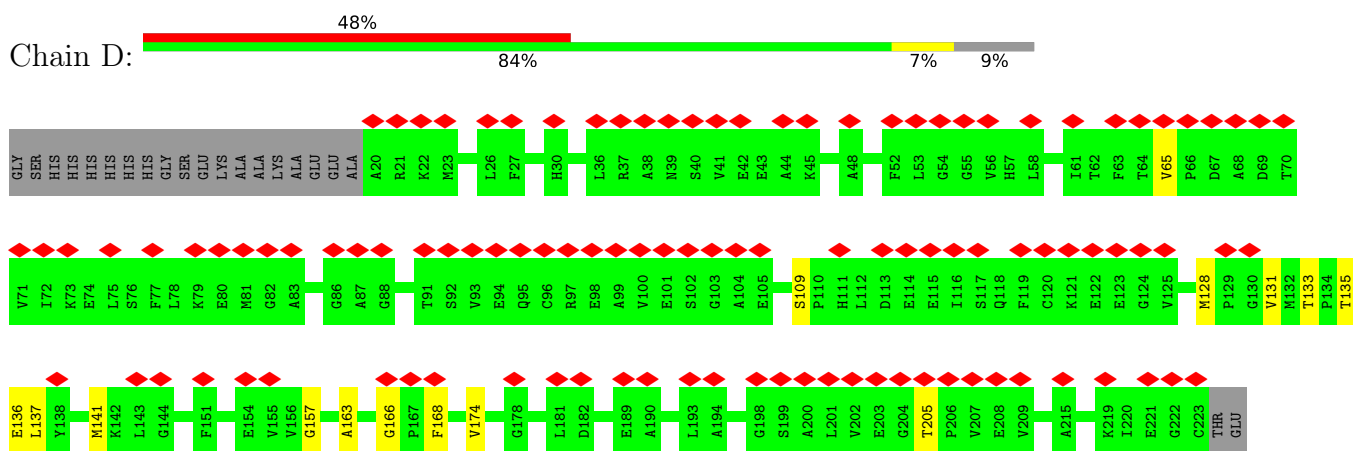 48%
Chain D:
84% 7% 9%
GLY SER HIS HIS HIS HIS HIS HIS GLY SER GLU LYS ALA ALA LYS ALA GLU GLU ALA A20 R21 K22 M23 L26 F27 H30 L36 R37 A38 N39 S40 V41 E42 E43 A44 K45 A48 F52 L53 G54 G55 V56 H57 L58 I61 T62 F63 T64 V65 P66 D67 A68 D69 T70
V71 I72 K73 E74 L75 S76 F77 L78 K79 E80 M81 G82 A83 G86 A87 G88 T91 S92 V93 E94 Q95 C96 R97 E98 A99 V100 E101 S102 G103 A104 E105 S109 P110 H111 L112 D113 E114 E115 I116 S117 Q118 F119 C120 K121 E122 E123 G124 V125 M128 P129 G130 V131 M132 T133 P134 T135
E136 L137 Y138 M141 K142 L143 G144 F151 E154 V155 V156 G157 A163 G166 P167 F168 V174 G178 L181 D182 E189 A190 L193 A194 G198 S199 A200 L201 V202 E203 G204 T205 P206 V207 E208 V209 A215 K219 I220 E221 G222 C223 THR GLU